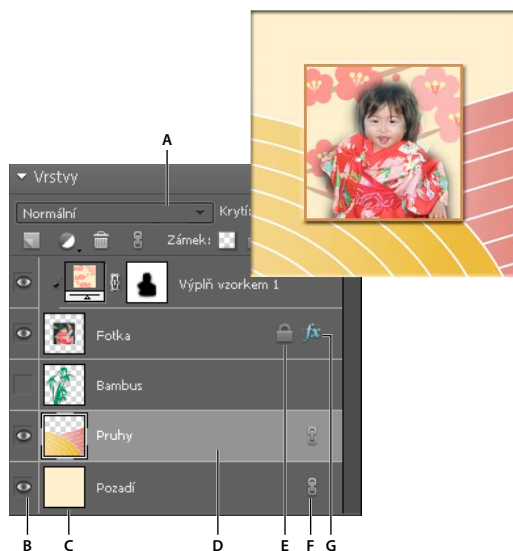 A
Vrstvy
Normální
Krytí:
Zámek:
Výplň vzorkem 1
Fotka
fx
Bambus
Pruhy
Pozadí
B C D E F G